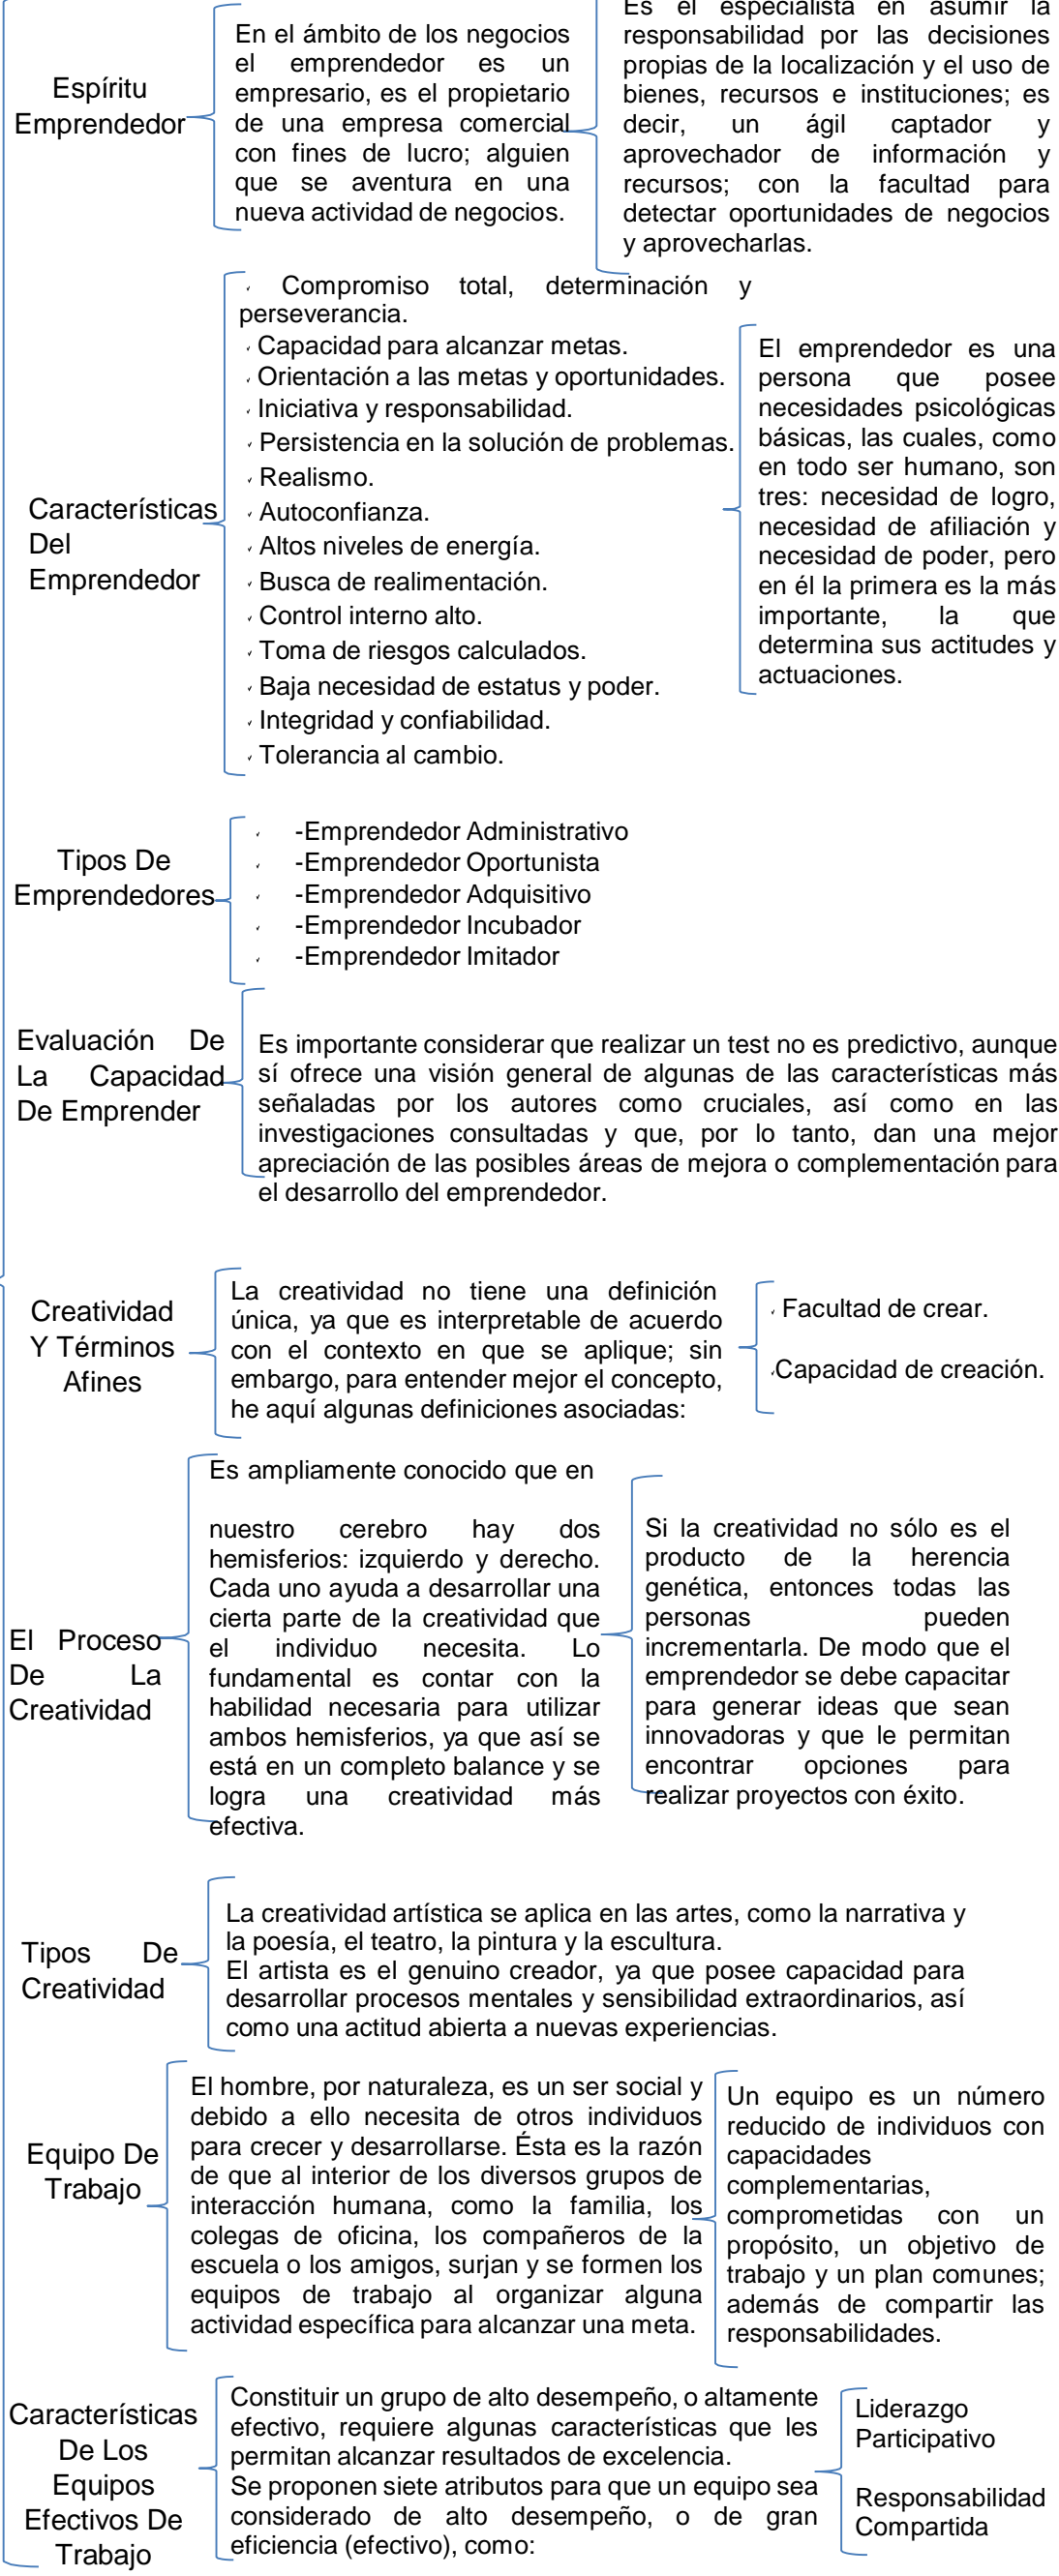 Espíritu
Emprendedor
En el ámbito de los negocios
el emprendedor es un
empresario, es el propietario
de una empresa comercial
con fines de lucro; alguien
que se aventura en una
nueva actividad de negocios.
Es el especialista en asumir la
responsabilidad por las decisiones
propias de la localización y el uso de
bienes, recursos e instituciones; es
decir, un ágil captador y
aprovechador de información y
recursos; con la facultad para
detectar oportunidades de negocios
y aprovecharlas.
Características
Del
Emprendedor
✓ Compromiso total, determinación y
perseverancia.
✓ Capacidad para alcanzar metas.
✓ Orientación a las metas y oportunidades.
✓ Iniciativa y responsabilidad.
✓ Persistencia en la solución de problemas.
✓ Realismo.
✓ Autoconfianza.
✓ Altos niveles de energía.
✓ Busca de realimentación.
✓ Control interno alto.
✓ Toma de riesgos calculados.
✓ Baja necesidad de estatus y poder.
✓ Integridad y confiabilidad.
✓ Tolerancia al cambio.
El emprendedor es una
persona que posee
necesidades psicológicas
básicas, las cuales, como
en todo ser humano, son
tres: necesidad de logro,
necesidad de afiliación y
necesidad de poder, pero
en él la primera es la más
importante, la que
determina sus actitudes y
actuaciones.
Tipos De
Emprendedores
✓ -Emprendedor Administrativo
✓ -Emprendedor Oportunista
✓ -Emprendedor Adquisitivo
✓ -Emprendedor Incubador
✓ -Emprendedor Imitador
Evaluación De
La Capacidad
De Emprender
Es importante considerar que realizar un test no es predictivo, aunque
sí ofrece una visión general de algunas de las características más
señaladas por los autores como cruciales, así como en las
investigaciones consultadas y que, por lo tanto, dan una mejor
apreciación de las posibles áreas de mejora o complementación para
el desarrollo del emprendedor.
Creatividad
Y Términos
Afines
La creatividad no tiene una definición
única, ya que es interpretable de acuerdo
con el contexto en que se aplique; sin
embargo, para entender mejor el concepto,
he aquí algunas definiciones asociadas:
✓ Facultad de crear.
✓Capacidad de creación.
El Proceso
De La
Creatividad
Es ampliamente conocido que en
nuestro cerebro hay dos
hemisferios: izquierdo y derecho.
Cada uno ayuda a desarrollar una
cierta parte de la creatividad que
el individuo necesita. Lo
fundamental es contar con la
habilidad necesaria para utilizar
ambos hemisferios, ya que así se
está en un completo balance y se
logra una creatividad más
efectiva.
Si la creatividad no sólo es el
producto de la herencia
genética, entonces todas las
personas pueden
incrementarla. De modo que el
emprendedor se debe capacitar
para generar ideas que sean
innovadoras y que le permitan
encontrar opciones para
realizar proyectos con éxito.
Tipos De
Creatividad
La creatividad artística se aplica en las artes, como la narrativa y
la poesía, el teatro, la pintura y la escultura.
El artista es el genuino creador, ya que posee capacidad para
desarrollar procesos mentales y sensibilidad extraordinarios, así
como una actitud abierta a nuevas experiencias.
Equipo De
Trabajo
El hombre, por naturaleza, es un ser social y
debido a ello necesita de otros individuos
para crecer y desarrollarse. Ésta es la razón
de que al interior de los diversos grupos de
interacción humana, como la familia, los
colegas de oficina, los compañeros de la
escuela o los amigos, surjan y se formen los
equipos de trabajo al organizar alguna
actividad específica para alcanzar una meta.
Un equipo es un número
reducido de individuos con
capacidades
complementarias,
comprometidas con un
propósito, un objetivo de
trabajo y un plan comunes;
además de compartir las
responsabilidades.
Características
De Los
Equipos
Efectivos De
Trabajo
Constituir un grupo de alto desempeño, o altamente
efectivo, requiere algunas características que les
permitan alcanzar resultados de excelencia.
Se proponen siete atributos para que un equipo sea
considerado de alto desempeño, o de gran
eficiencia (efectivo), como:
Liderazgo
Participativo
Responsabilidad
Compartida